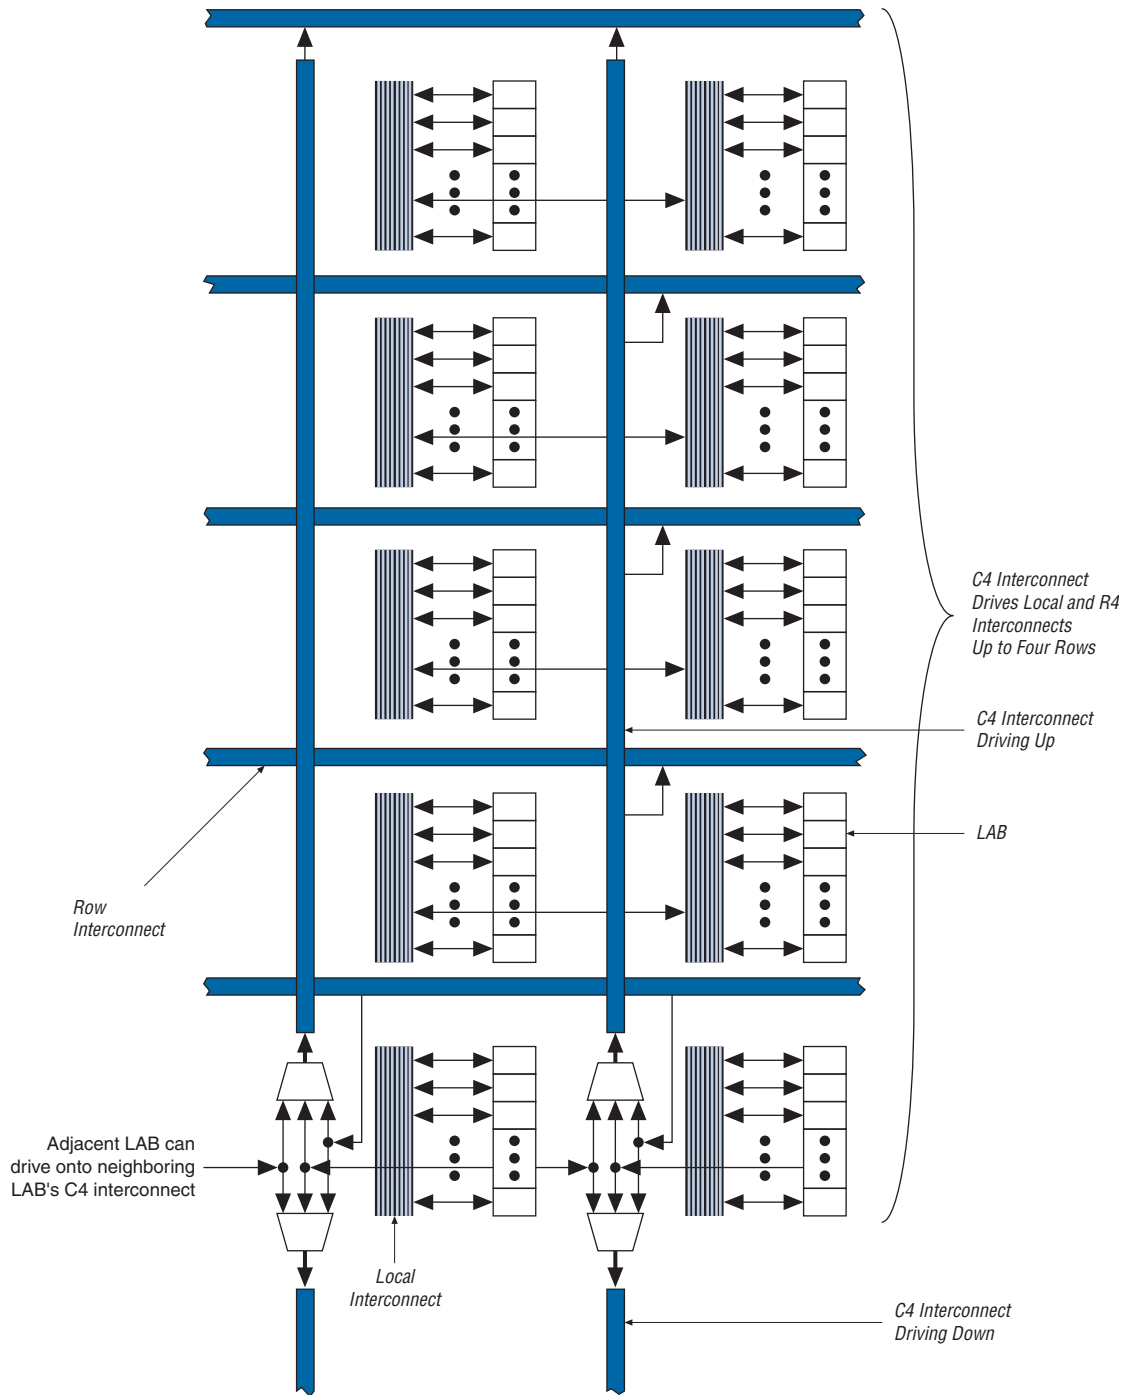 C4 Interconnect
Drives Local and R4
Interconnects
Up to Four Rows
C4 Interconnect
Driving Up
LAB
Row
Interconnect
Adjacent LAB can
drive onto neighboring
LAB's C4 interconnect
Local
Interconnect
C4 Interconnect
Driving Down